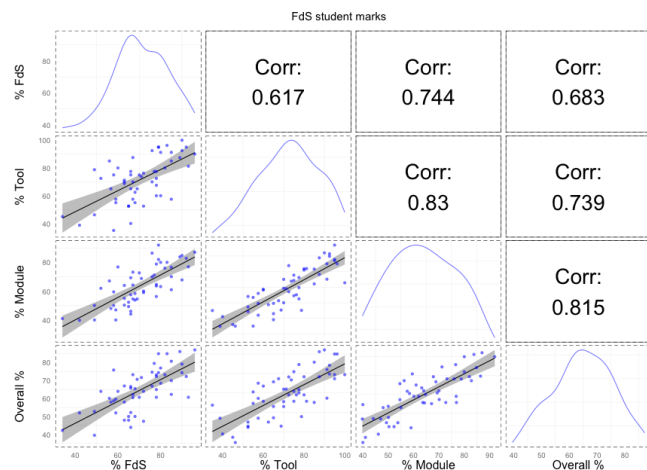 FdS student marks
% FdS
80
60
40
Corr:
0.617
Corr:
0.744
Corr:
0.683
% Tool
100
80
60
40
Corr:
0.83
Corr:
0.739
% Module
80
60
40
Corr:
0.815
Overall %
80
70
60
50
40
40 60 80
40 60 80 100
40 50 60 70 80 90
40 60 80
% FdS
% Tool
% Module
Overall %